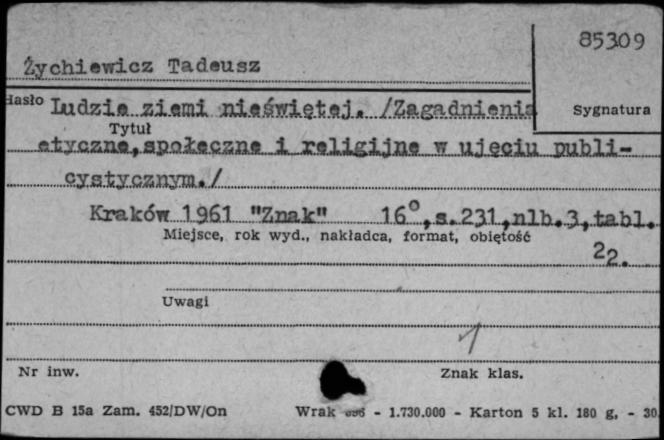 85309
Żychiewicz Tadeusz
Hasło Ludzie ziemi nieświętej. /Zagadnienia
Sygnatura
Tytuł
etyczne,społeczne i religijne w ujęciu publi-
cystycznym./
Kraków 1961 "Znak" 16°,s.231,nlb.3,tabl.
Miejsce, rok wyd., nakładca, format, obiętość
22.
Uwagi
1
Nr inw.
Znak klas.
CWD B 15a Zam. 452/DW/On
Wrak - 1.730.000 - Karton 5 kl. 180 g, - 30